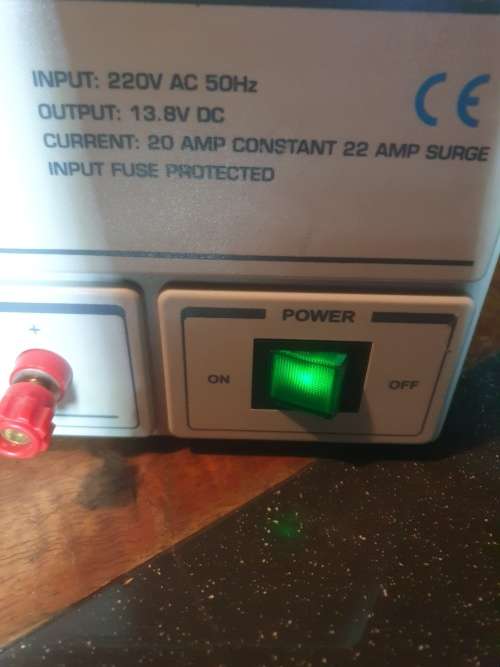 INPUT: 220V AC 50Hz
OUTPUT: 13.8V DC
CURRENT: 20 AMP CONSTANT 22 AMP SURGE
INPUT FUSE PROTECTED
CE
+
POWER
ON
OFF